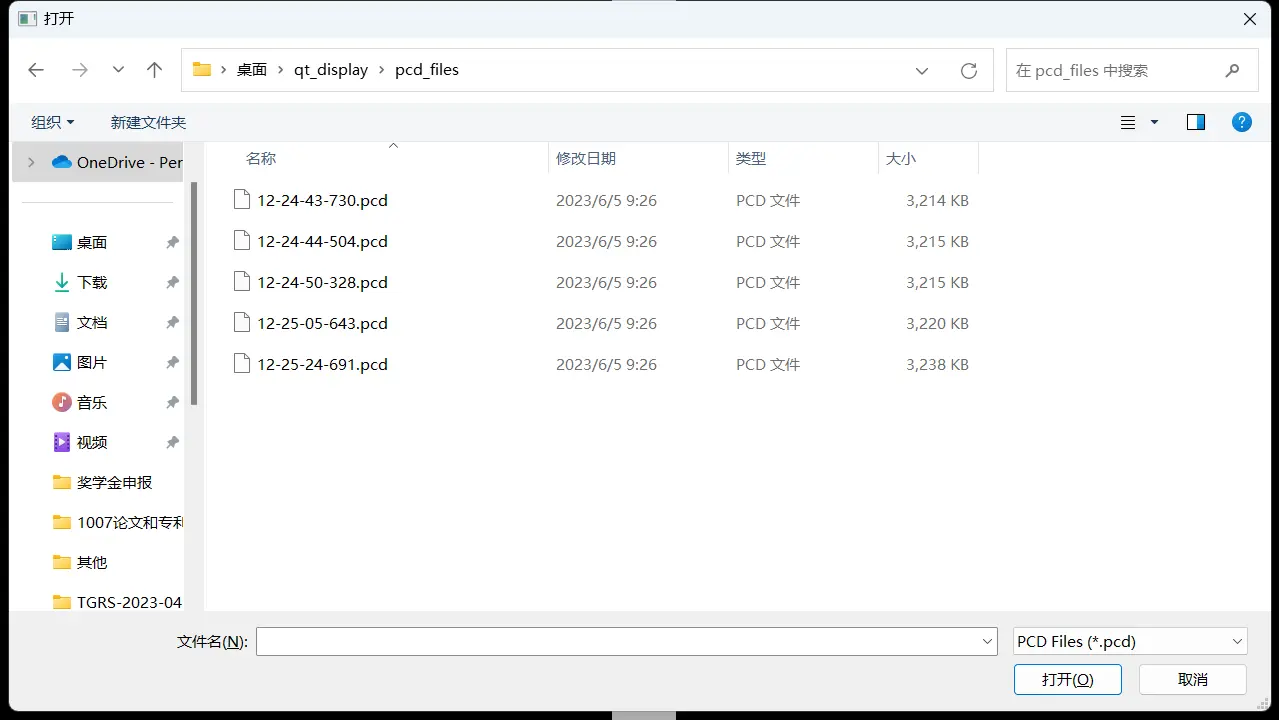 打开
桌面 qt_display pcd_files
在 pcd_files 中搜索
组织 新建文件夹
OneDrive - Per
桌面
下载
文档
图片
音乐
视频
奖学金申报
1007论文和专利
其他
TGRS-2023-04
名称 修改日期 类型 大小
12-24-43-730.pcd 2023/6/5 9:26 PCD 文件 3,214 KB
12-24-44-504.pcd 2023/6/5 9:26 PCD 文件 3,215 KB
12-24-50-328.pcd 2023/6/5 9:26 PCD 文件 3,215 KB
12-25-05-643.pcd 2023/6/5 9:26 PCD 文件 3,220 KB
12-25-24-691.pcd 2023/6/5 9:26 PCD 文件 3,238 KB
文件名(N):
PCD Files (*.pcd)
打开(O) 取消